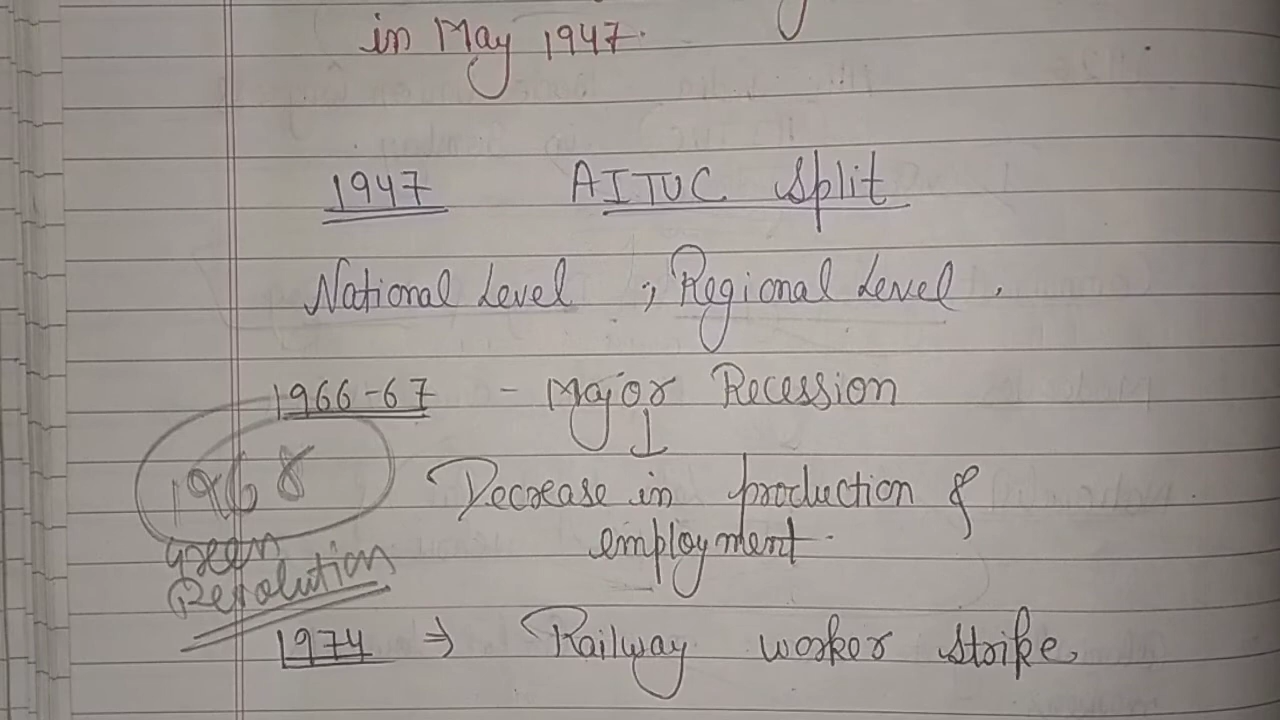 in May 1947.
1947 AITUC split
National Level , Regional Level .
1966-67 - Major Recession
↓
1968
Decrease in production &
employment .
Green
Revolution
1974 ⇒ Railway worker strike.